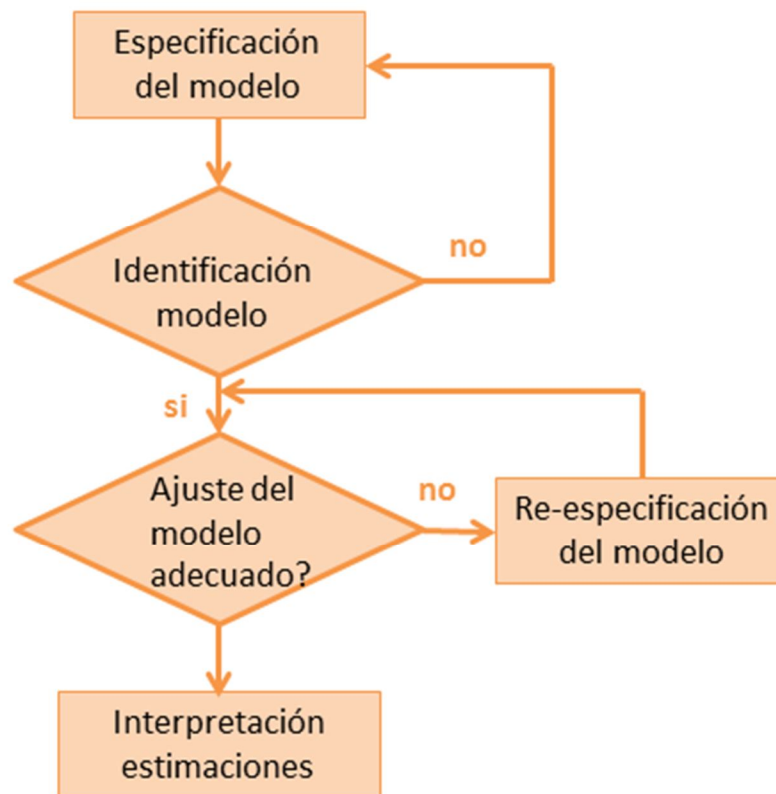 Especificación
del modelo
Identificación
modelo
no
si
Ajuste del
modelo
adecuado?
no
Re-especificación
del modelo
Interpretación
estimaciones